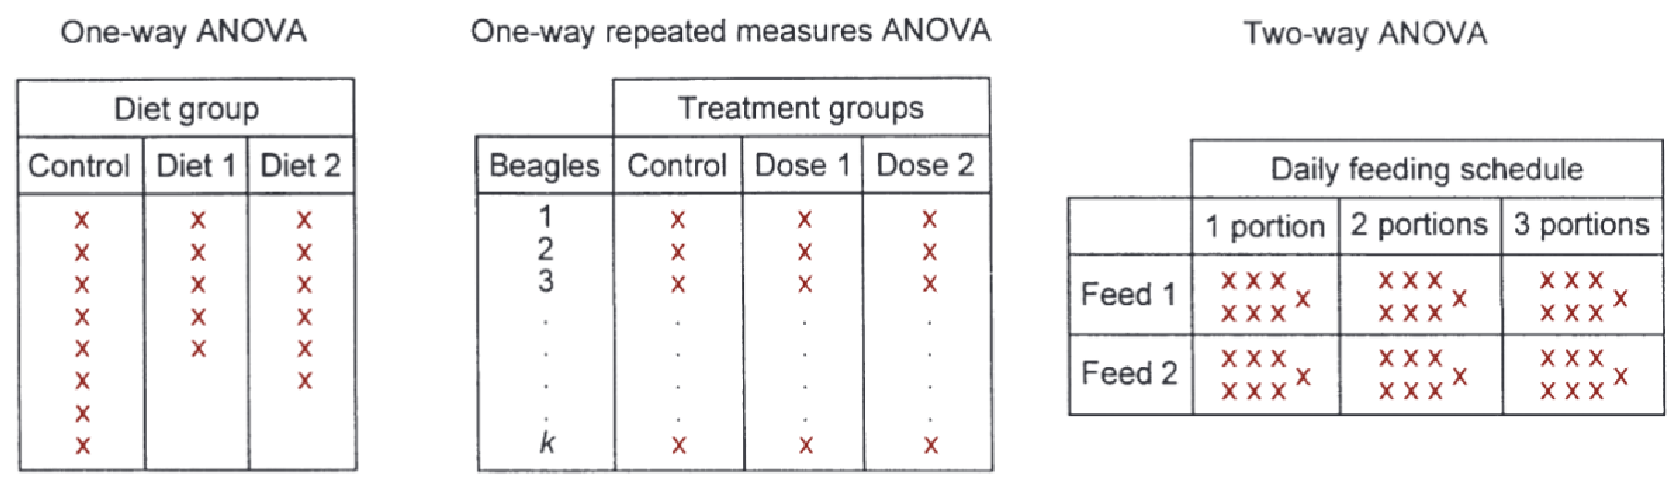 One-way ANOVA
Diet group
Control Diet 1 Diet 2
x x x
x x x
x x x
x x x
x x x
x x
x
x
One-way repeated measures ANOVA
Treatment groups
Beagles Control Dose 1 Dose 2
1 x x x
2 x x x
3 x x x
. . . .
. . . .
. . . .
. . . .
k x x x
Two-way ANOVA
Daily feeding schedule
1 portion 2 portions 3 portions
Feed 1 x x x x x x x x x x x x
x x x x x x x x x
Feed 2 x x x x x x x x x x x x
x x x x x x x x x